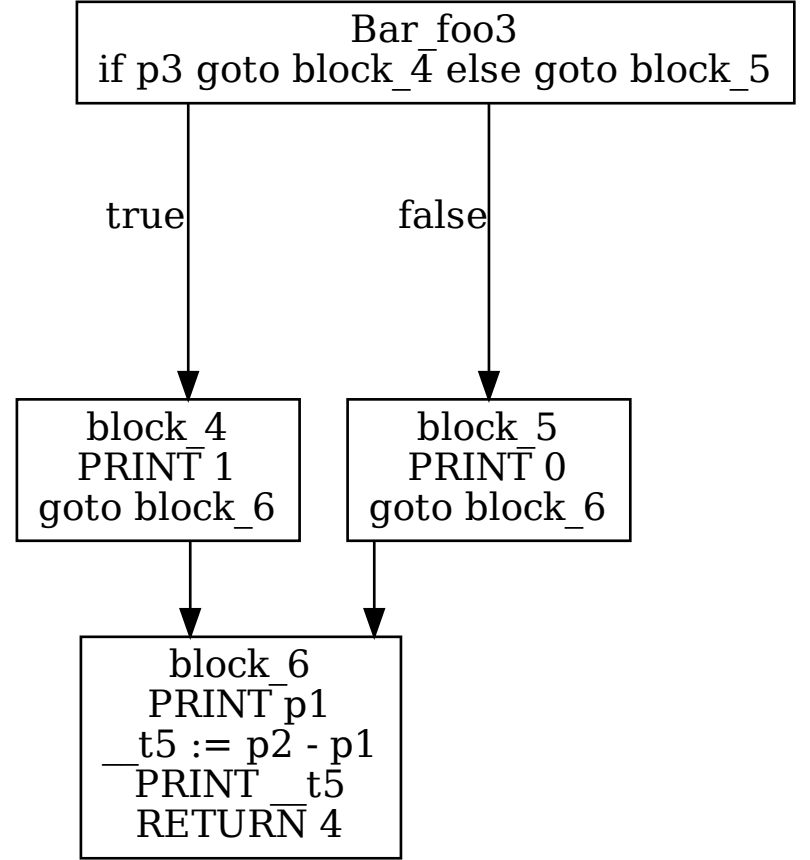 Bar_foo3
if p3 goto block_4 else goto block_5
true
false
block_4
PRINT 1
goto block_6
block_5
PRINT 0
goto block_6
block_6
PRINT p1
__t5 := p2 - p1
PRINT __t5
RETURN 4